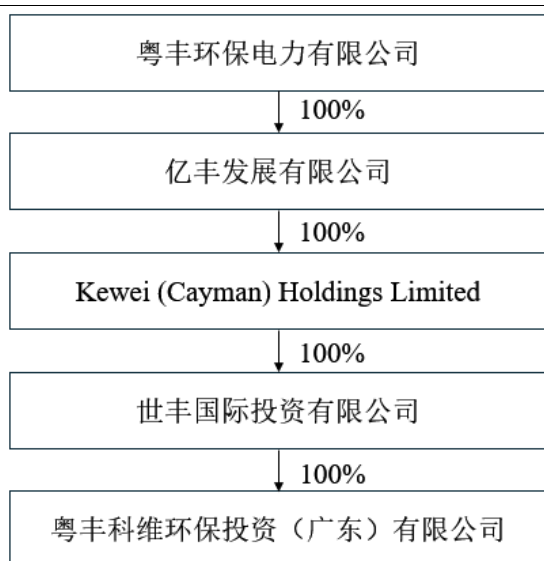 粤丰环保电力有限公司
100%
亿丰发展有限公司
100%
Kewei (Cayman) Holdings Limited
100%
世丰国际投资有限公司
100%
粤丰科维环保投资（广东）有限公司